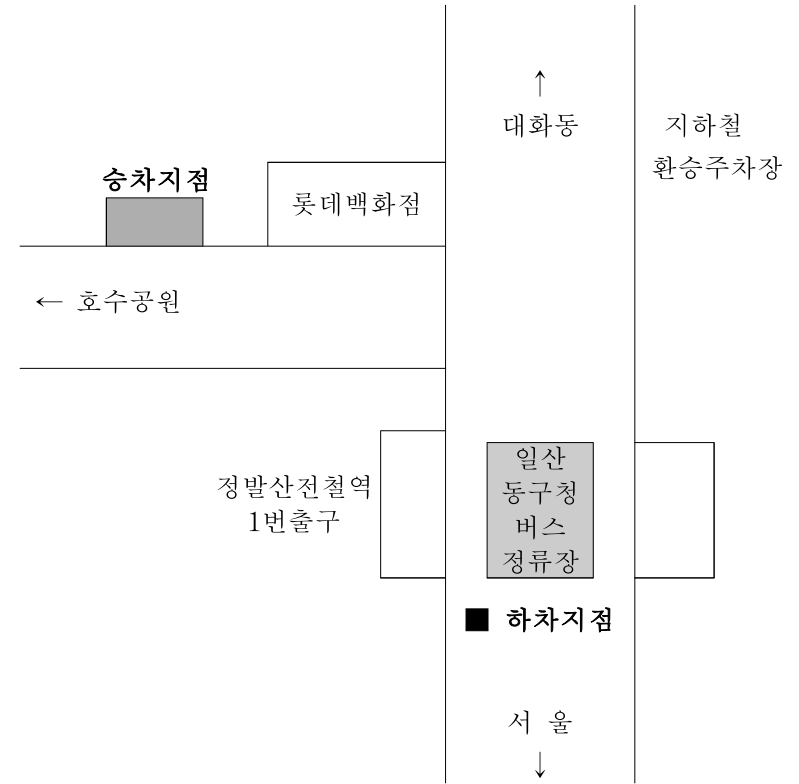 ↑
대화동
지하철
환승주차장
승차지점
롯데백화점
← 호수공원
정발산전철역
1번출구
일산
동구청
버스
정류장
■ 하차지점
서 울
↓